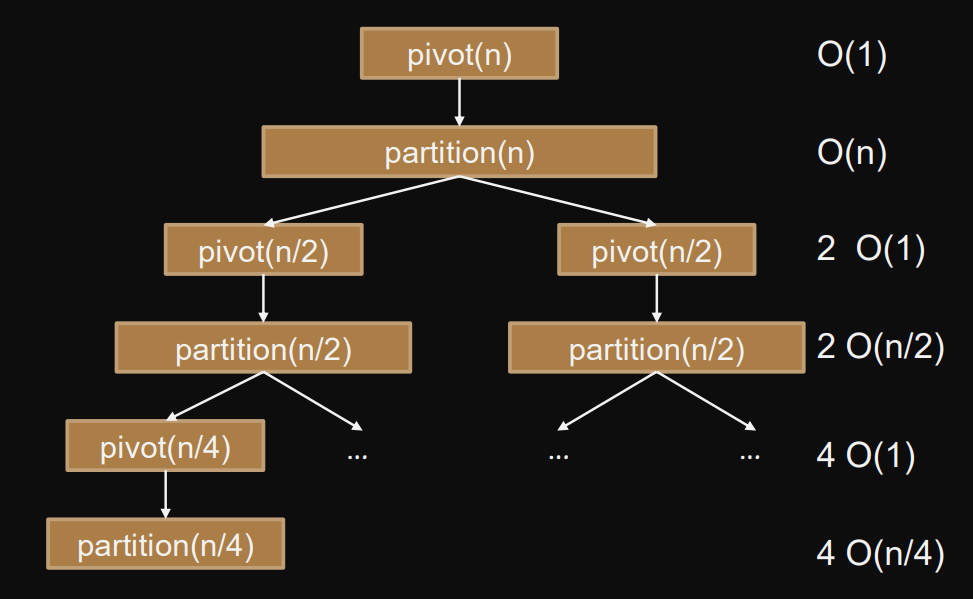 pivot(n) O(1)
partition(n) O(n)
pivot(n/2) pivot(n/2) 2 O(1)
partition(n/2) partition(n/2) 2 O(n/2)
pivot(n/4) ... ... ... 4 O(1)
partition(n/4) 4 O(n/4)